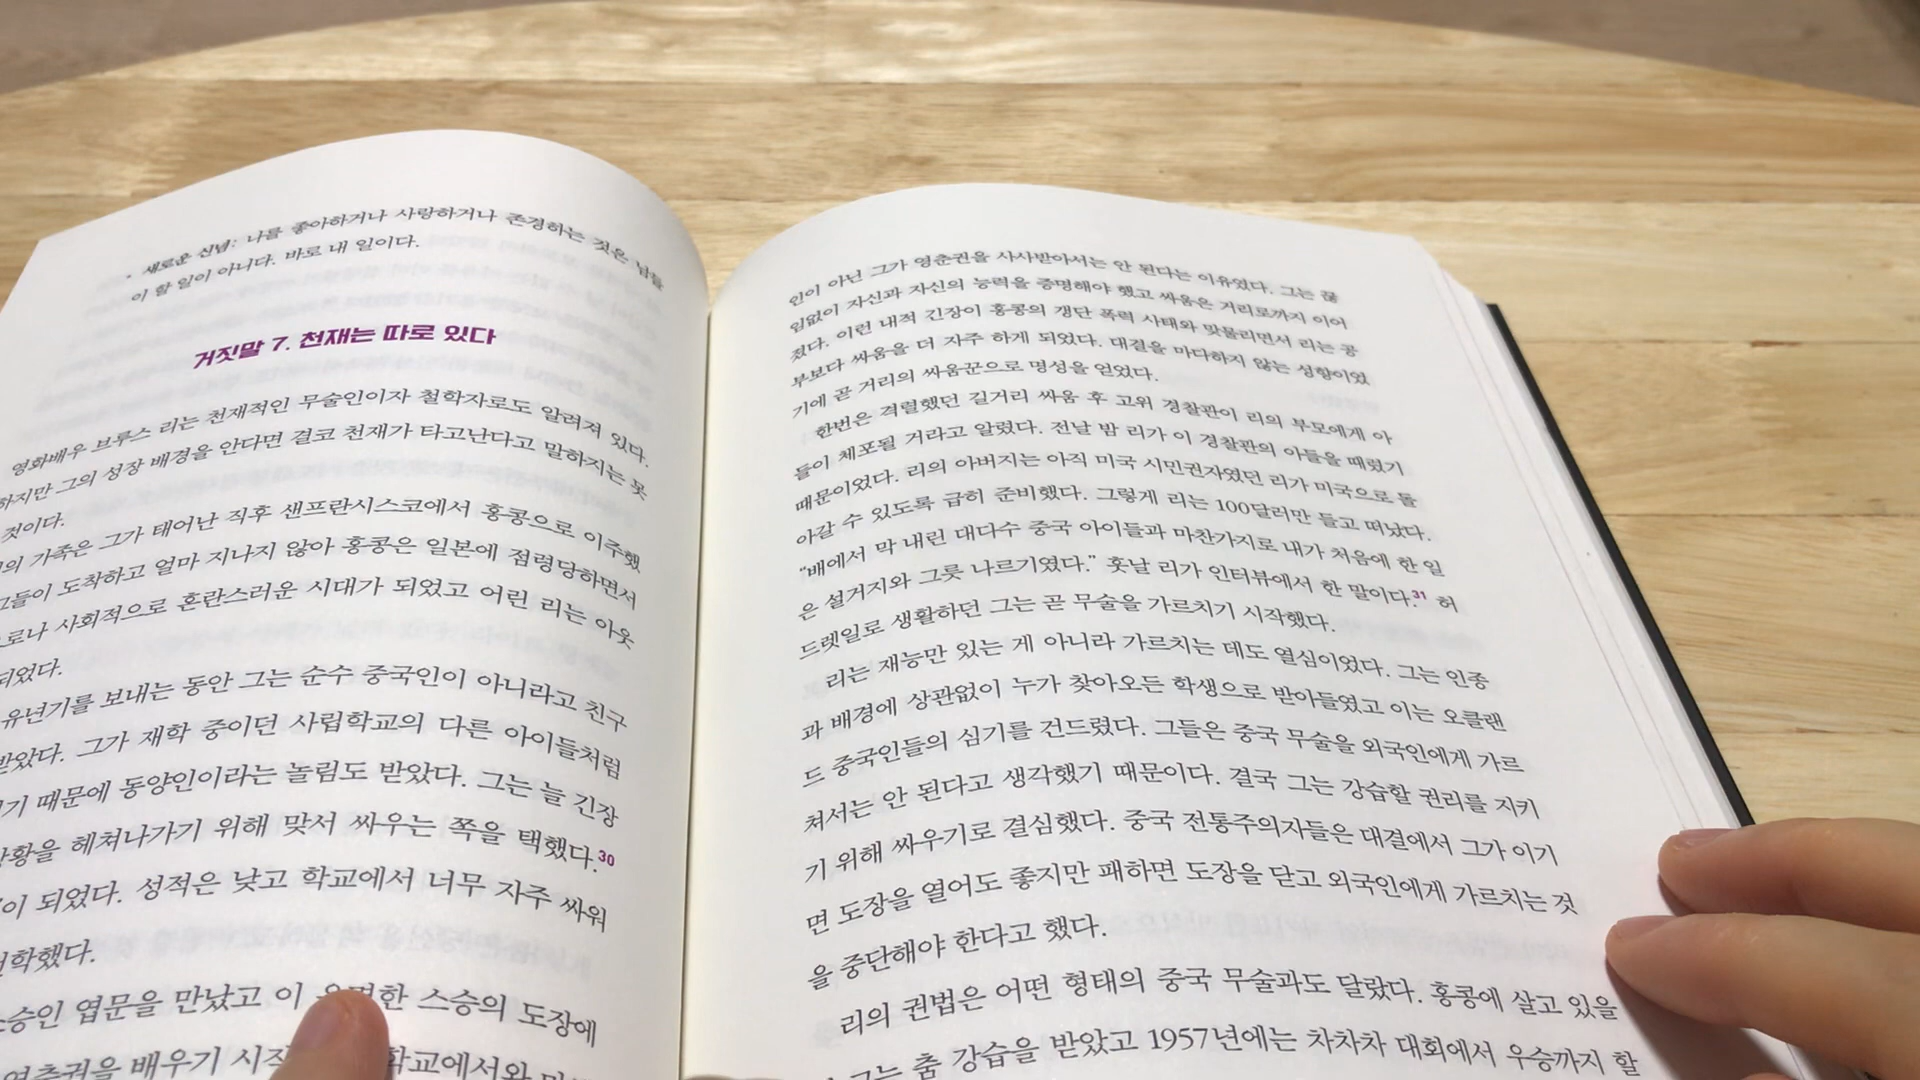 • 새로운 신념: 나를 좋아하거나 사랑하거나 존경하는 것은 남들
이 할 일이 아니다. 바로 내 일이다.
거짓말 7. 천재는 따로 있다
영화배우 브루스 리는 천재적인 무술인이자 철학자로도 알려져 있다.
하지만 그의 성장 배경을 안다면 결코 천재가 타고난다고 말하지는 못
것이다.
가족은 그가 태어난 직후 샌프란시스코에서 홍콩으로 이주했
그들이 도착하고 얼마 지나지 않아 홍콩은 일본에 점령당하면서
사회적으로 혼란스러운 시대가 되었고 어린 리는 아웃
되었다.
유년기를 보내는 동안 그는 순수 중국인이 아니라고 친구
받았다. 그가 재학 중이던 사립학교의 다른 아이들처럼
때문에 동양인이라는 놀림도 받았다. 그는 늘 긴장
헤쳐나가기 위해 맞서 싸우는 쪽을 택했다.30
되었다. 성적은 낮고 학교에서 너무 자주 싸워
엽문을 만났고 이 스승의 도장에
배우기
인이 아닌 그가 영춘권을 사사받아서는 안 된다는 이유였다. 그는 끊
임없이 자신과 자신의 능력을 증명해야 했고 싸움은 거리로까지 이어
졌다. 이런 내적 긴장이 홍콩의 갱단 폭력 사태와 맞물리면서 리는 공
부보다 싸움을 더 자주 하게 되었다. 대결을 마다하지 않는 성향이었
기에 곧 거리의 싸움꾼으로 명성을 얻었다.
한번은 격렬했던 길거리 싸움 후 고위 경찰관이 리의 부모에게 아
들이 체포될 거라고 알렸다. 전날 밤 리가 이 경찰관의 아들을 때렸기
때문이었다. 리의 아버지는 아직 미국 시민권자였던 리가 미국으로 돌
아갈 수 있도록 급히 준비했다. 그렇게 리는 100달러만 들고 떠났다.
“배에서 막 내린 대다수 중국 아이들과 마찬가지로 내가 처음에 한 일
은 설거지와 그릇 나르기였다.” 훗날 리가 인터뷰에서 한 말이다.31 허
드렛일로 생활하던 그는 곧 무술을 가르치기 시작했다.
리는 재능만 있는 게 아니라 가르치는 데도 열심이었다. 그는 인종
과 배경에 상관없이 누가 찾아오든 학생으로 받아들였고 이는 오클랜
드 중국인들의 심기를 건드렸다. 그들은 중국 무술을 외국인에게 가르
쳐서는 안 된다고 생각했기 때문이다. 결국 그는 강습할 권리를 지키
기 위해 싸우기로 결심했다. 중국 전통주의자들은 대결에서 그가 이기
면 도장을 열어도 좋지만 패하면 도장을 닫고 외국인에게 가르치는 것
을 중단해야 한다고 했다.
리의 권법은 어떤 형태의 중국 무술과도 달랐다. 홍콩에 살고 있을
그는 춤 강습을 받았고 1957년에는 차차차 대회에서 우승까지 할